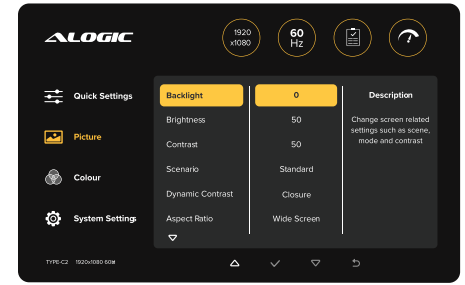 ALOGIC
1920
x1080
60
Hz
Quick Settings
Picture
Colour
System Settings
Backlight 0
Brightness 50
Contrast 50
Scenario Standard
Dynamic Contrast Closure
Aspect Ratio Wide Screen
Description
Change screen related
settings such as scene,
mode and contrast
TYPE-C2 1920x1080 60Hz